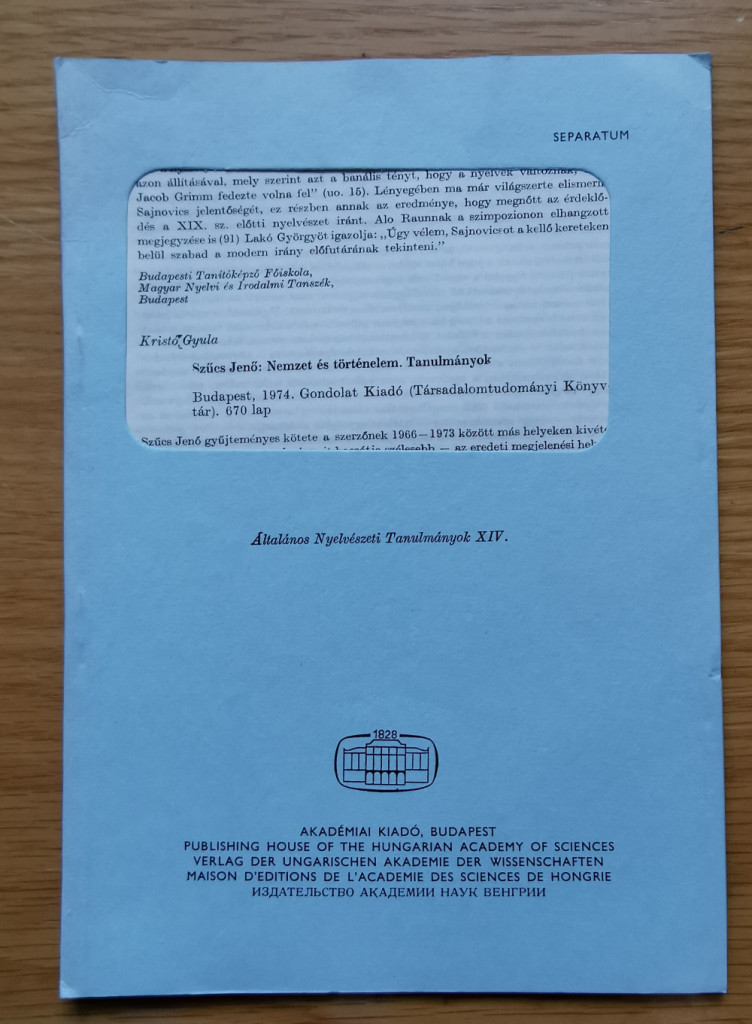 SEPARATUM
azon állításával, mely szerint azt a banális tényt, hogy a nyelvek változnak,
Jacob Grimm fedezte volna fel” (uo. 15). Lényegében ma már világszerte elismern
Sajnovics jelentőségét, ez részben annak az eredménye, hogy megnőtt az érdeklő-
dés a XIX. sz. előtti nyelvészet iránt. Alo Raunnak a szimpozionon elhangzott
megjegyzése is (91) Lakó Györgyöt igazolja: „Úgy vélem, Sajnovicsot a kellő kereteken
belül szabad a modern irány előfutárának tekinteni.”
Budapesti Tanítóképző Főiskola,
Magyar Nyelvi és Irodalmi Tanszék,
Budapest
Kristó Gyula
Szűcs Jenő: Nemzet és történelem. Tanulmányok
Budapest, 1974. Gondolat Kiadó (Társadalomtudományi Könyv
tár). 670 lap
Szűcs Jenő gyűjteményes kötete a szerzőnek 1966–1973 között más helyeken kivét
szélesebb — az eredeti megjelenési hel
Általános Nyelvészeti Tanulmányok XIV.
1828
AKADÉMIAI KIADÓ, BUDAPEST
PUBLISHING HOUSE OF THE HUNGARIAN ACADEMY OF SCIENCES
VERLAG DER UNGARISCHEN AKADEMIE DER WISSENSCHAFTEN
MAISON D'EDITIONS DE L'ACADEMIE DES SCIENCES DE HONGRIE
ИЗДАТЕЛЬСТВО АКАДЕМИИ НАУК ВЕНГРИИ